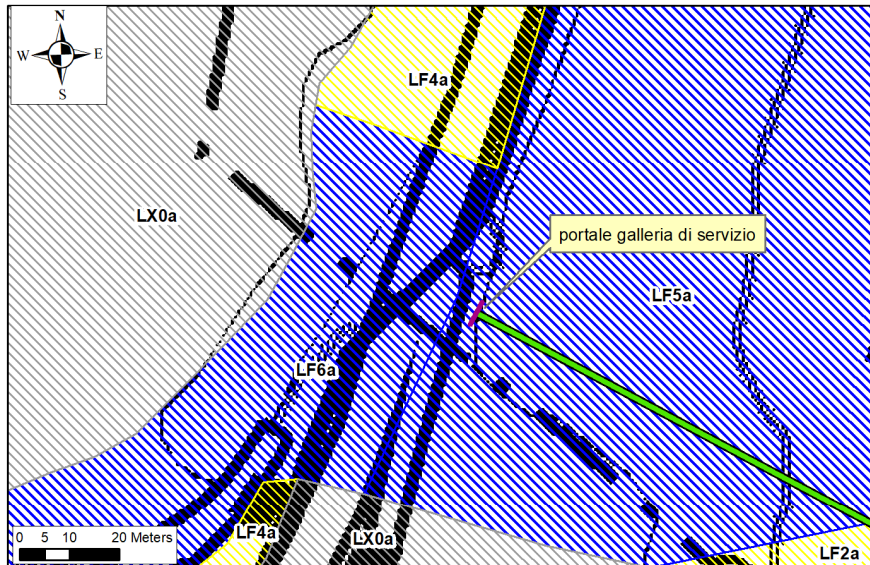 N
W E
S
LF4a
LX0a
portale galleria di servizio
LF5a
LF6a
LF4a
LX0a
LF2a
0 5 10 20 Meters